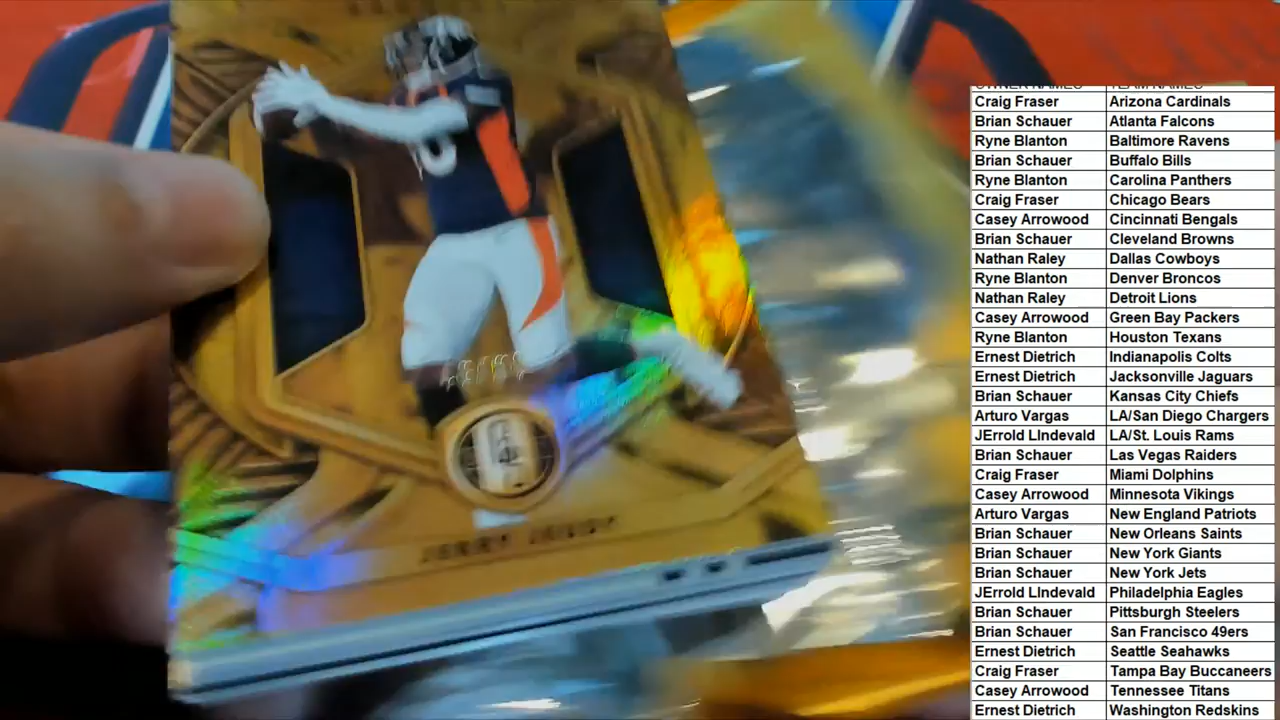 OWNER NAMES TEAM NAMES
Craig Fraser Arizona Cardinals
Brian Schauer Atlanta Falcons
Ryne Blanton Baltimore Ravens
Brian Schauer Buffalo Bills
Ryne Blanton Carolina Panthers
Craig Fraser Chicago Bears
Casey Arrowood Cincinnati Bengals
Brian Schauer Cleveland Browns
Nathan Raley Dallas Cowboys
Ryne Blanton Denver Broncos
Nathan Raley Detroit Lions
Casey Arrowood Green Bay Packers
Ryne Blanton Houston Texans
Ernest Dietrich Indianapolis Colts
Ernest Dietrich Jacksonville Jaguars
Brian Schauer Kansas City Chiefs
Arturo Vargas LA/San Diego Chargers
JErrold LIndevald LA/St. Louis Rams
Brian Schauer Las Vegas Raiders
Craig Fraser Miami Dolphins
Casey Arrowood Minnesota Vikings
Arturo Vargas New England Patriots
Brian Schauer New Orleans Saints
Brian Schauer New York Giants
Brian Schauer New York Jets
JErrold LIndevald Philadelphia Eagles
Brian Schauer Pittsburgh Steelers
Brian Schauer San Francisco 49ers
Ernest Dietrich Seattle Seahawks
Craig Fraser Tampa Bay Buccaneers
Casey Arrowood Tennessee Titans
Ernest Dietrich Washington Redskins
JERRY JEUDY